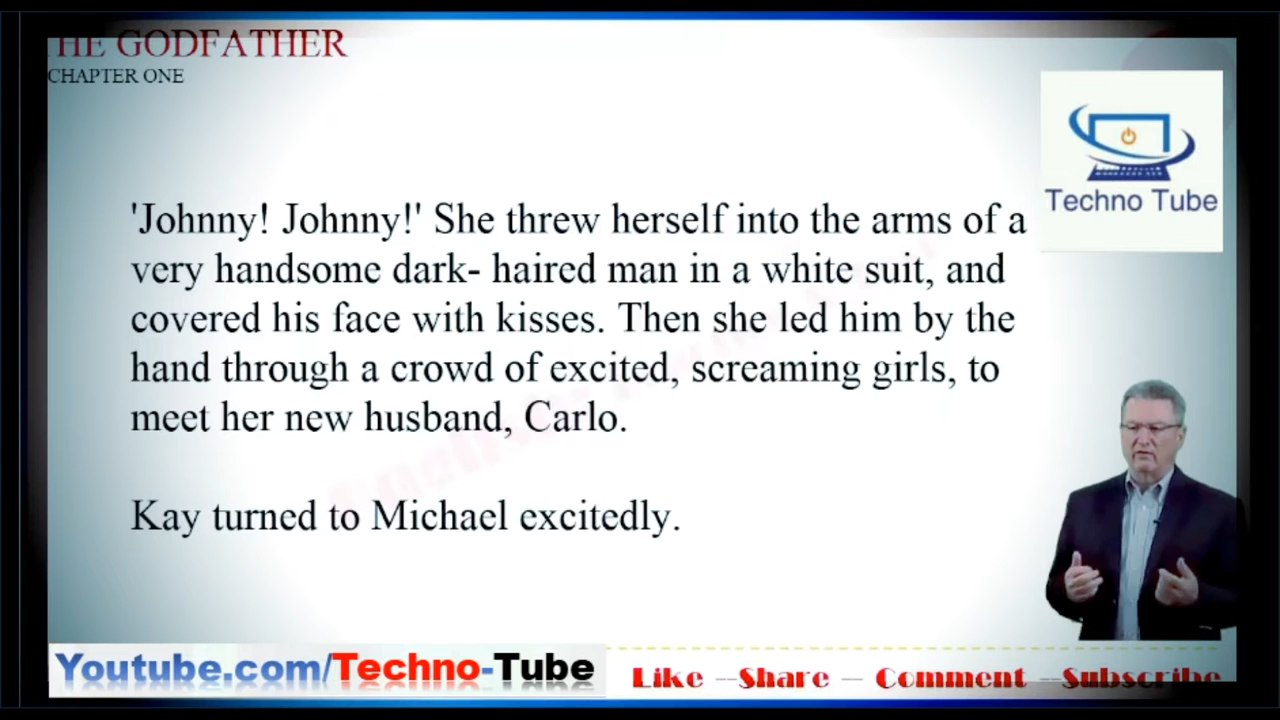 THE GODFATHER
CHAPTER ONE
Techno Tube
'Johnny! Johnny!' She threw herself into the arms of a
very handsome dark- haired man in a white suit, and
covered his face with kisses. Then she led him by the
hand through a crowd of excited, screaming girls, to
meet her new husband, Carlo.
Kay turned to Michael excitedly.
Youtube.com/Techno-Tube
Like – Share – Comment – Subscribe